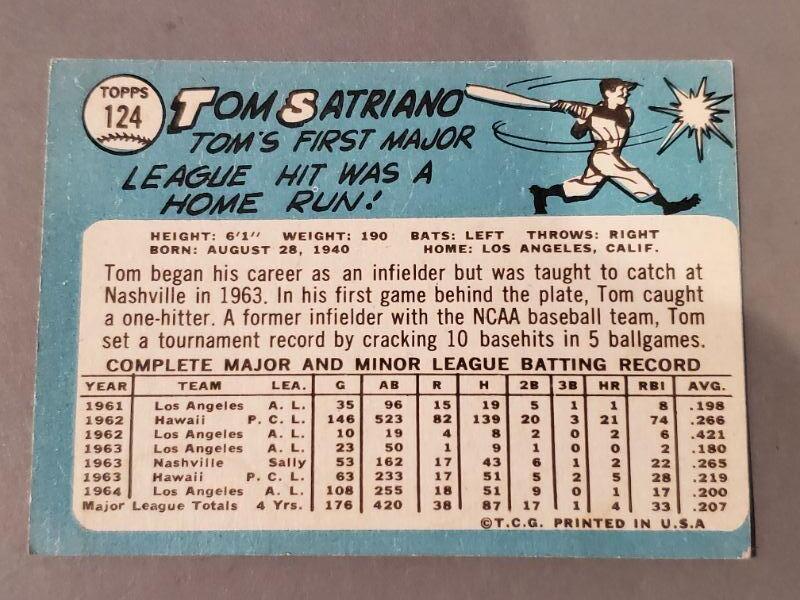 TOPPS
124
TOM SATRIANO
TOM'S FIRST MAJOR
LEAGUE HIT WAS A
HOME RUN!
HEIGHT: 6'1" WEIGHT: 190 BATS: LEFT THROWS: RIGHT
BORN: AUGUST 28, 1940 HOME: LOS ANGELES, CALIF.
Tom began his career as an infielder but was taught to catch at
Nashville in 1963. In his first game behind the plate, Tom caught
a one-hitter. A former infielder with the NCAA baseball team, Tom
set a tournament record by cracking 10 basehits in 5 ballgames.
COMPLETE MAJOR AND MINOR LEAGUE BATTING RECORD
YEAR TEAM LEA. G AB R H 2B 3B HR RBI AVG.
1961 Los Angeles A. L. 35 96 15 19 5 1 1 8 .198
1962 Hawaii P. C. L. 146 523 82 139 20 3 21 74 .266
1962 Los Angeles A. L. 10 19 4 8 2 0 2 6 .421
1963 Los Angeles A. L. 23 50 1 9 1 0 0 2 .180
1963 Nashville Sally 53 162 17 43 6 1 2 22 .265
1963 Hawaii P. C. L. 63 233 17 51 5 2 5 28 .219
1964 Los Angeles A. L. 108 255 18 51 9 0 1 17 .200
Major League Totals 4 Yrs. 176 420 38 87 17 1 4 33 .207
©T.C.G. PRINTED IN U.S.A